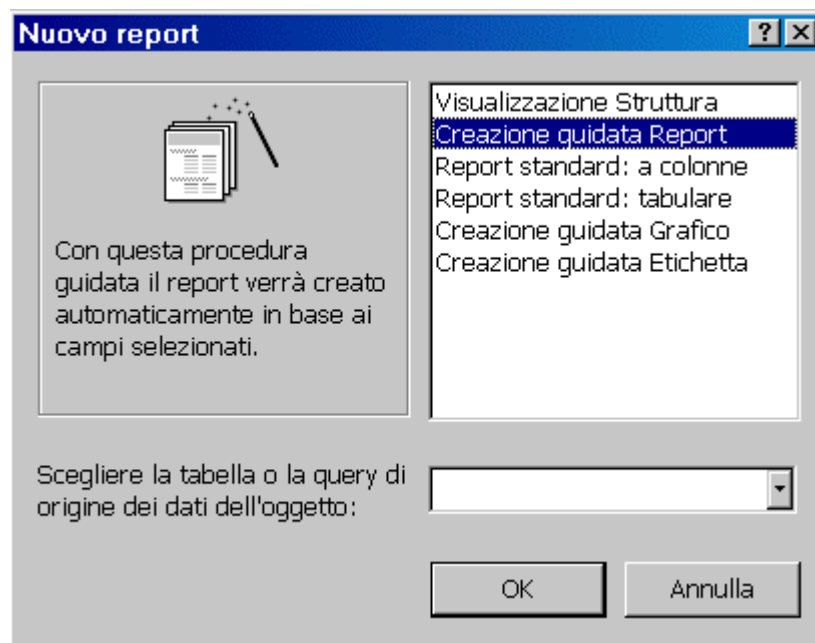 Nuovo report
Visualizzazione Struttura
Creazione guidata Report
Report standard: a colonne
Report standard: tabulare
Creazione guidata Grafico
Creazione guidata Etichetta
Con questa procedura
guidata il report verrà creato
automaticamente in base ai
campi selezionati.
Scegliere la tabella o la query di
origine dei dati dell'oggetto:
OK
Annulla